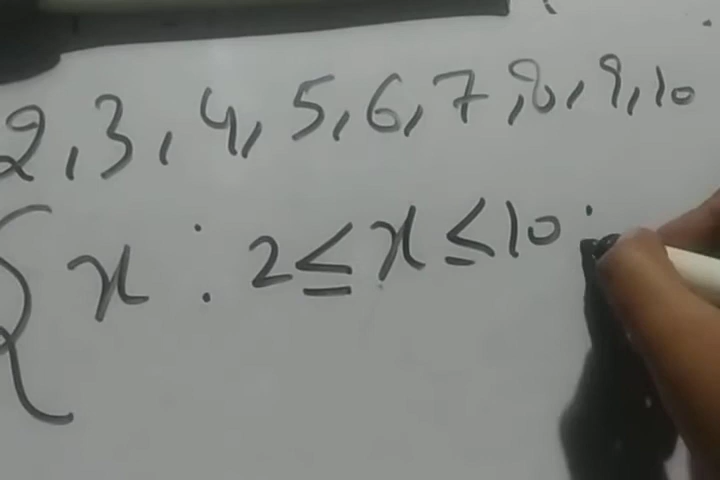 2, 3, 4, 5, 6, 7, 8, 9, 10
{ x : 2 ≤ x ≤ 10